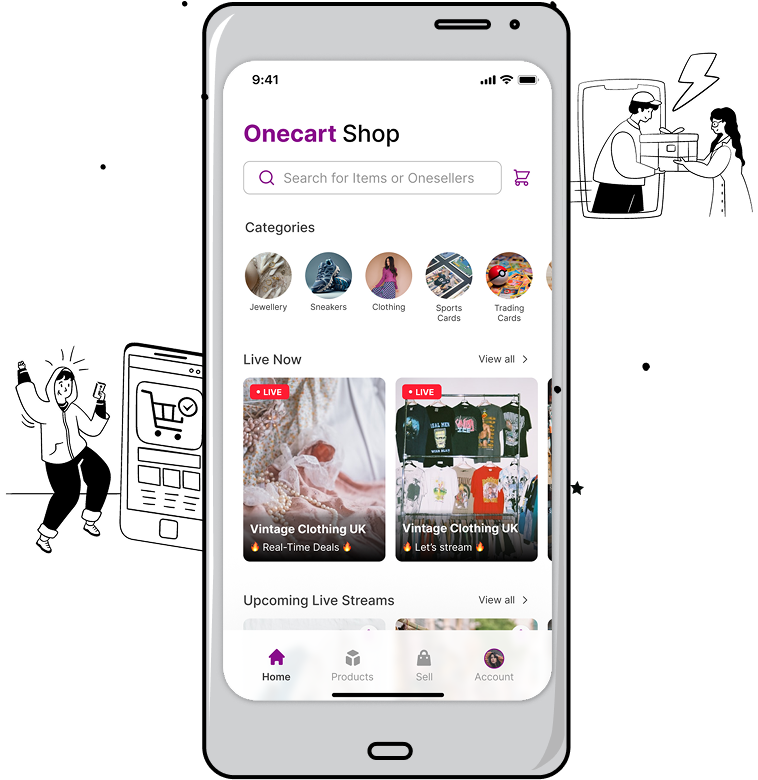 9:41
Onecart Shop
Search for Items or Onesellers
Categories
Jewellery
Sneakers
Clothing
Sports
Cards
Trading
Cards
Live Now
View all
LIVE
LIVE
Vintage Clothing UK
🔥 Real-Time Deals 🔥
Vintage Clothing UK
🔥 Let's stream 🔥
Upcoming Live Streams
View all
Home
Products
Sell
Account